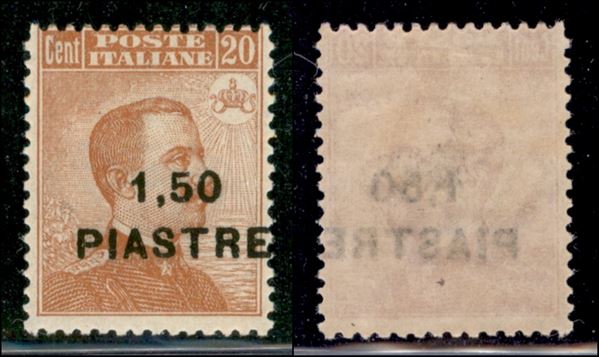 Cent POSTE 20
ITALIANE
1,50
PIASTRE